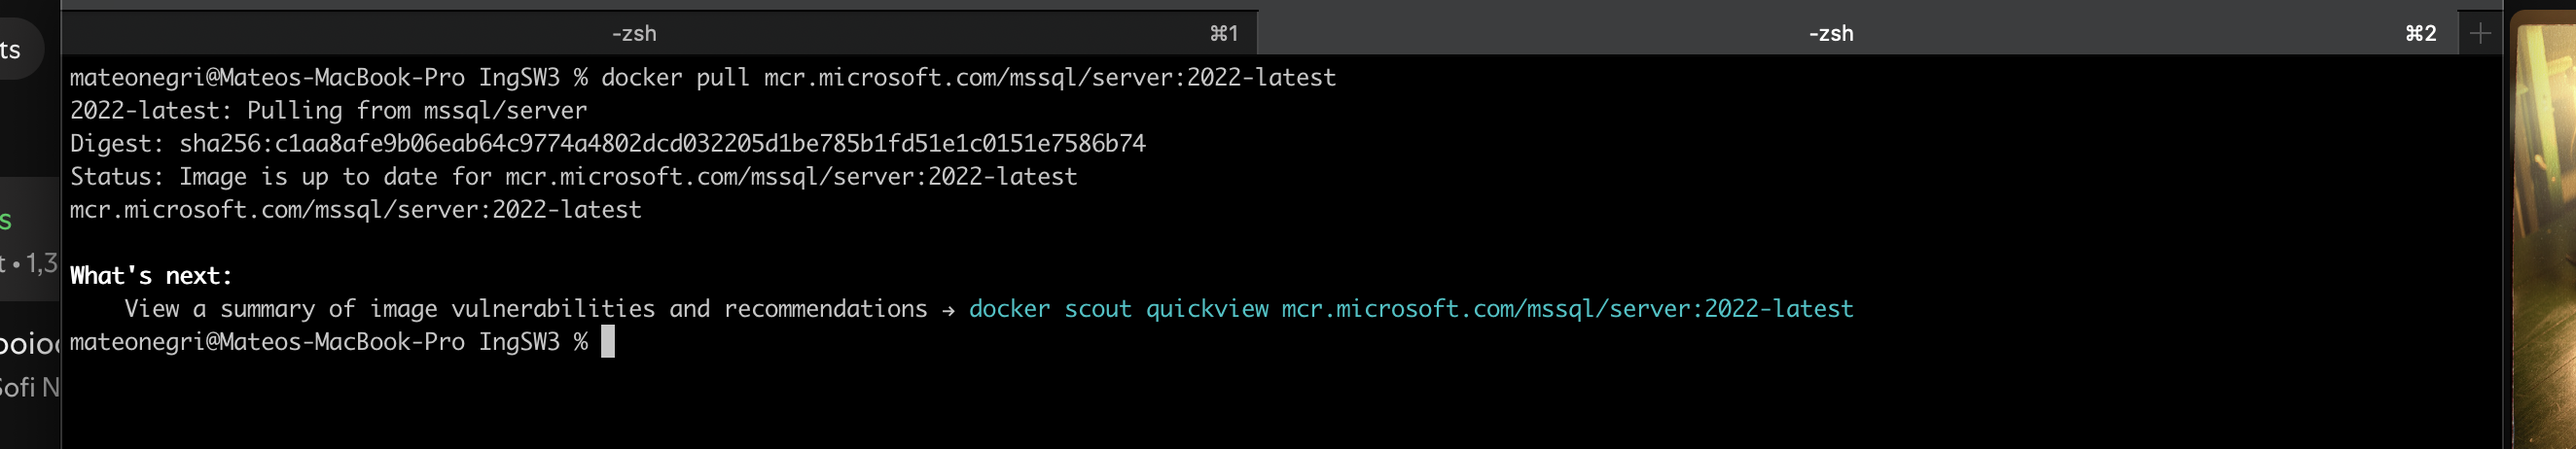 ts
-zsh ⌘1 -zsh ⌘2 +
mateonegri@Mateos-MacBook-Pro IngSW3 % docker pull mcr.microsoft.com/mssql/server:2022-latest
2022-latest: Pulling from mssql/server
Digest: sha256:c1aa8afe9b06eab64c9774a4802dcd032205d1be785b1fd51e1c0151e7586b74
Status: Image is up to date for mcr.microsoft.com/mssql/server:2022-latest
mcr.microsoft.com/mssql/server:2022-latest
s
t • 1,3
What's next:
View a summary of image vulnerabilities and recommendations → docker scout quickview mcr.microsoft.com/mssql/server:2022-latest
mateonegri@Mateos-MacBook-Pro IngSW3 %
Sofi N